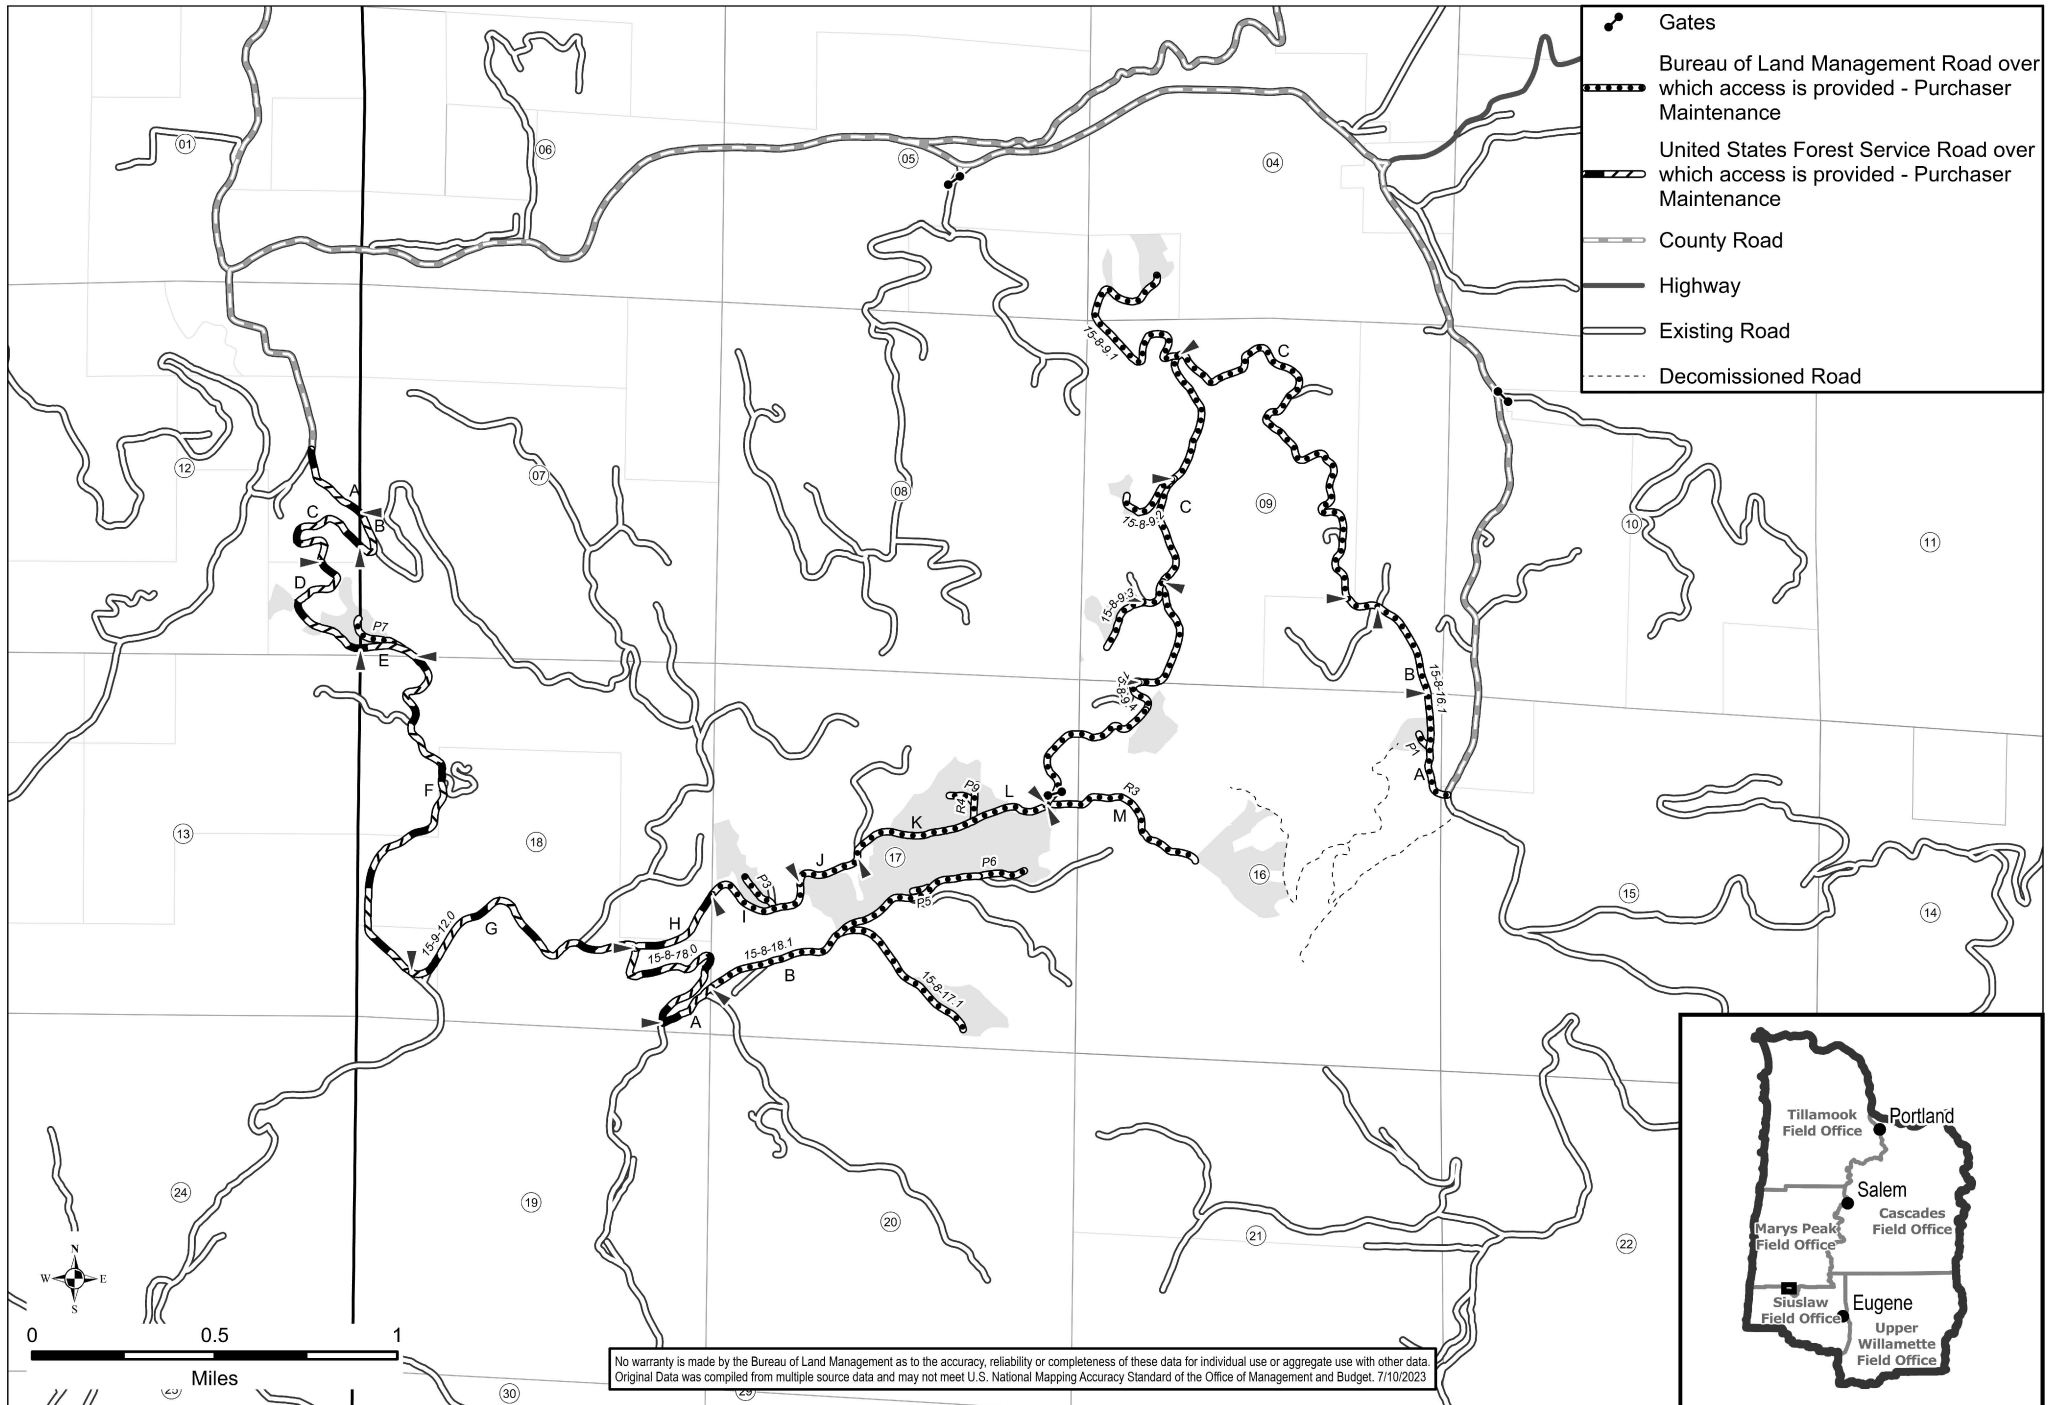 Gates
Bureau of Land Management Road over
which access is provided - Purchaser
Maintenance
United States Forest Service Road over
which access is provided - Purchaser
Maintenance
County Road
Highway
Existing Road
Decomissioned Road
01
06
05
04
12
07
08
09
10
11
13
18
17
16
15
14
24
19
20
21
22
25
30
29
A
B
C
D
P7
E
F
15-9-12.0
G
H
15-8-18.0
A
15-8-18.1
B
15-8-17.1
I
P3
J
K
R4
P9
L
P6
P5
R3
M
15-8-9.1
C
15-8-9.2
C
15-8-9.3
15-8-9.4
B
15-8-16.1
P1
A
N
W
E
S
0
0.5
1
Miles
No warranty is made by the Bureau of Land Management as to the accuracy, reliability or completeness of these data for individual use or aggregate use with other data.
Original Data was compiled from multiple source data and may not meet U.S. National Mapping Accuracy Standard of the Office of Management and Budget. 7/10/2023
Tillamook
Field Office
Portland
Salem
Cascades
Field Office
Marys Peak
Field Office
Siuslaw
Field Office
Eugene
Upper
Willamette
Field Office